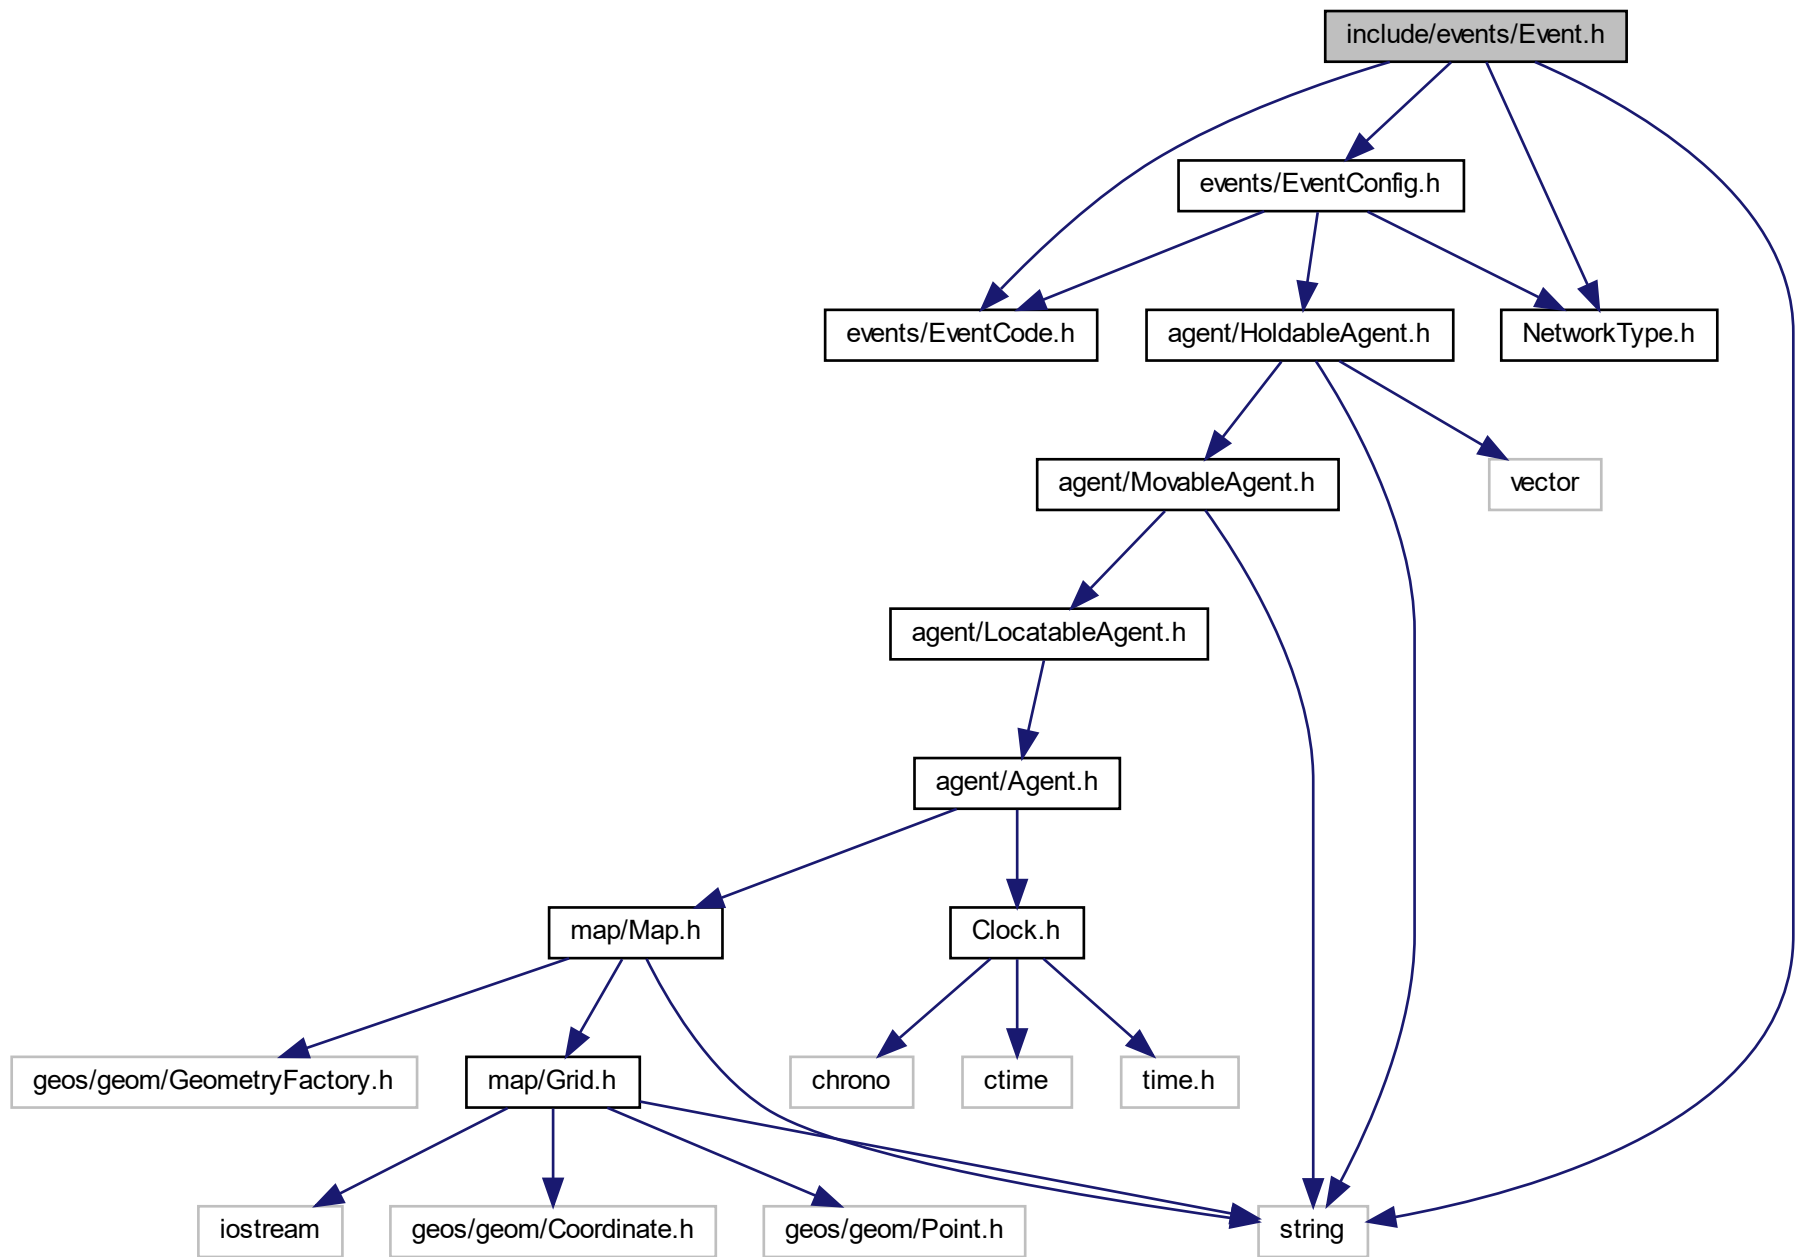 include/events/Event.h
events/EventConfig.h
events/EventCode.h
agent/HoldableAgent.h
NetworkType.h
agent/MovableAgent.h
vector
agent/LocatableAgent.h
agent/Agent.h
map/Map.h
Clock.h
geos/geom/GeometryFactory.h
map/Grid.h
chrono
ctime
time.h
iostream
geos/geom/Coordinate.h
geos/geom/Point.h
string